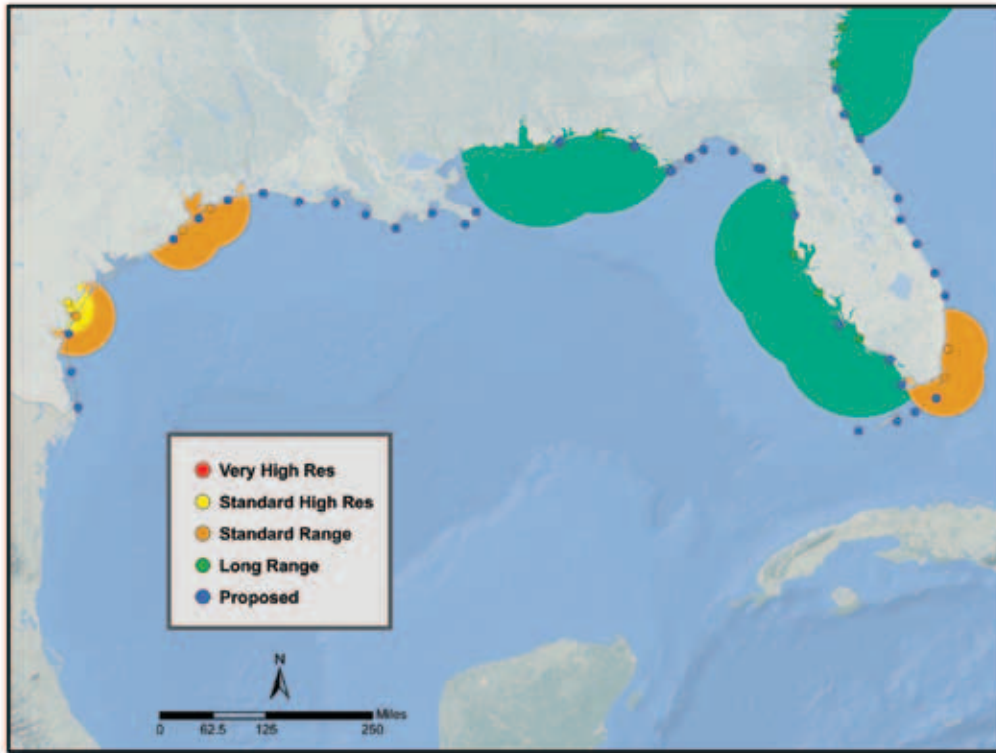 Very High Res
Standard High Res
Standard Range
Long Range
Proposed
N
Miles
0 62.5 125 250